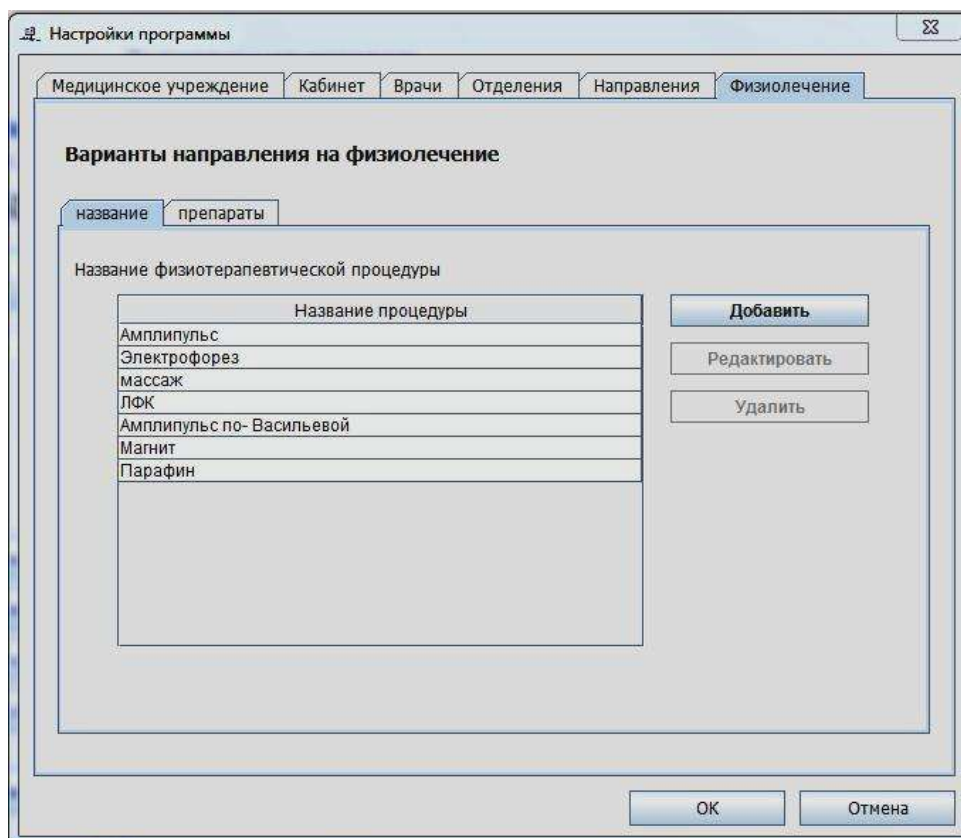 Настройки программы
Медицинское учреждение Кабинет Врачи Отделения Направления Физиолечение
Варианты направления на физиолечение
название препараты
Название физиотерапевтической процедуры
Название процедуры
Добавить
Амплипульс
Электрофорез
Редактировать
массаж
ЛФК
Удалить
Амплипульс по- Васильевой
Магнит
Парафин
OK Отмена